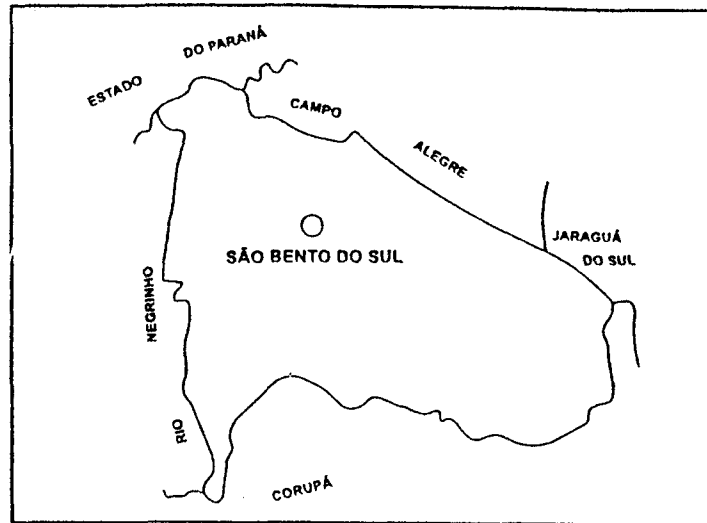 ESTADO DO PARANÁ
CAMPO ALEGRE
JARAGUÁ
DO SUL
SÃO BENTO DO SUL
RIO NEGRINHO
CORUPÁ